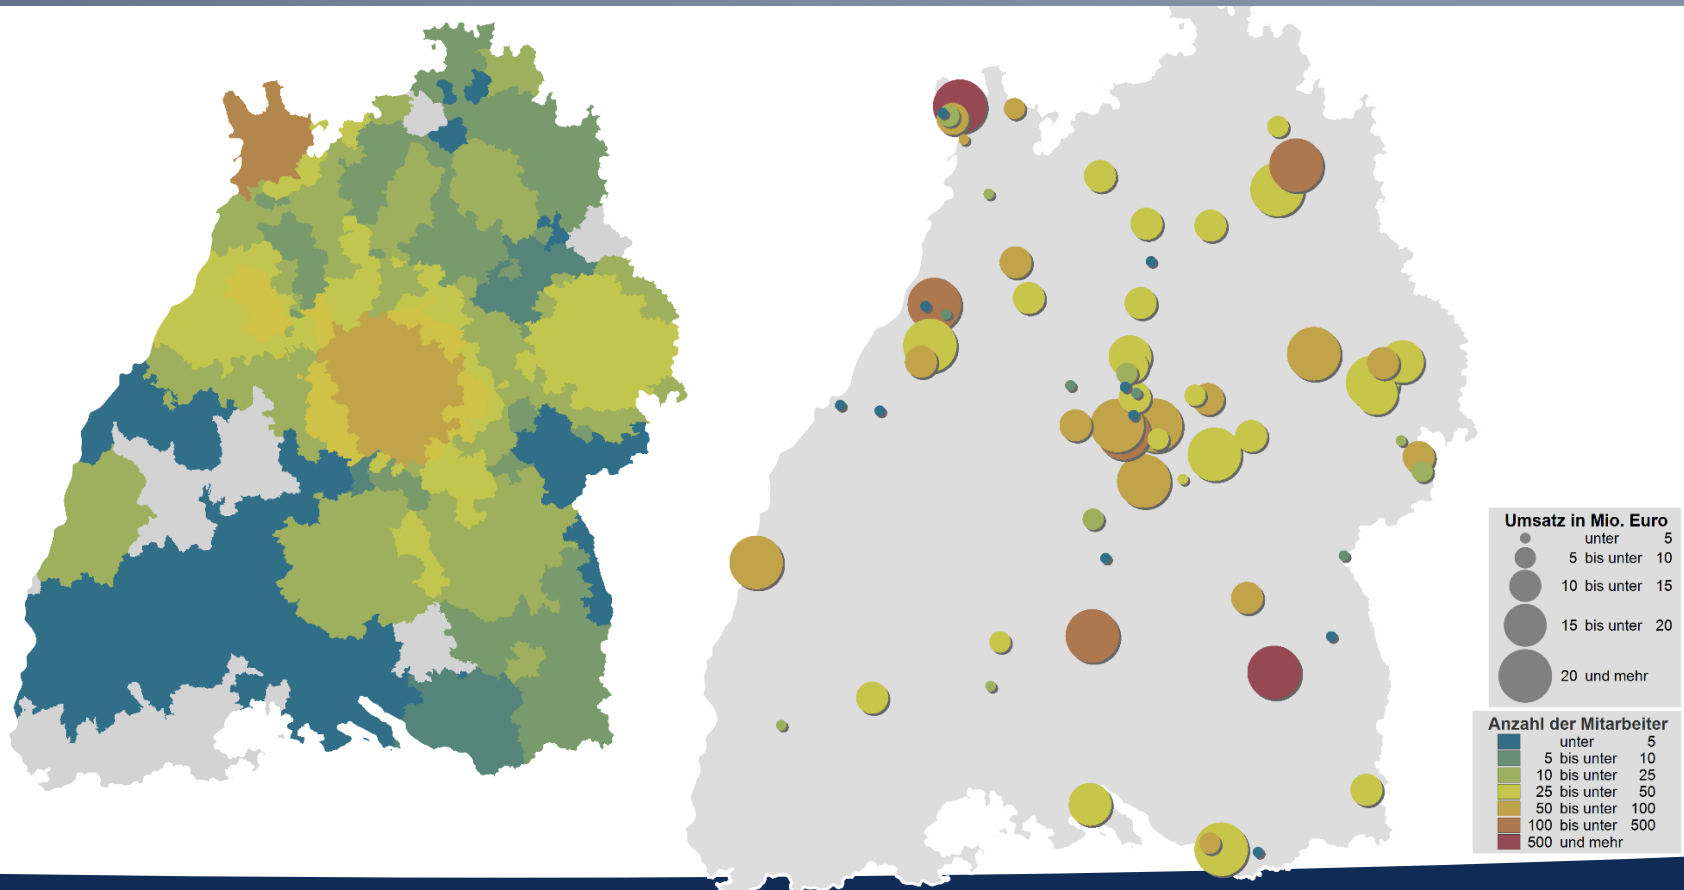 Umsatz in Mio. Euro
unter 5
5 bis unter 10
10 bis unter 15
15 bis unter 20
20 und mehr
Anzahl der Mitarbeiter
unter 5
5 bis unter 10
10 bis unter 25
25 bis unter 50
50 bis unter 100
100 bis unter 500
500 und mehr